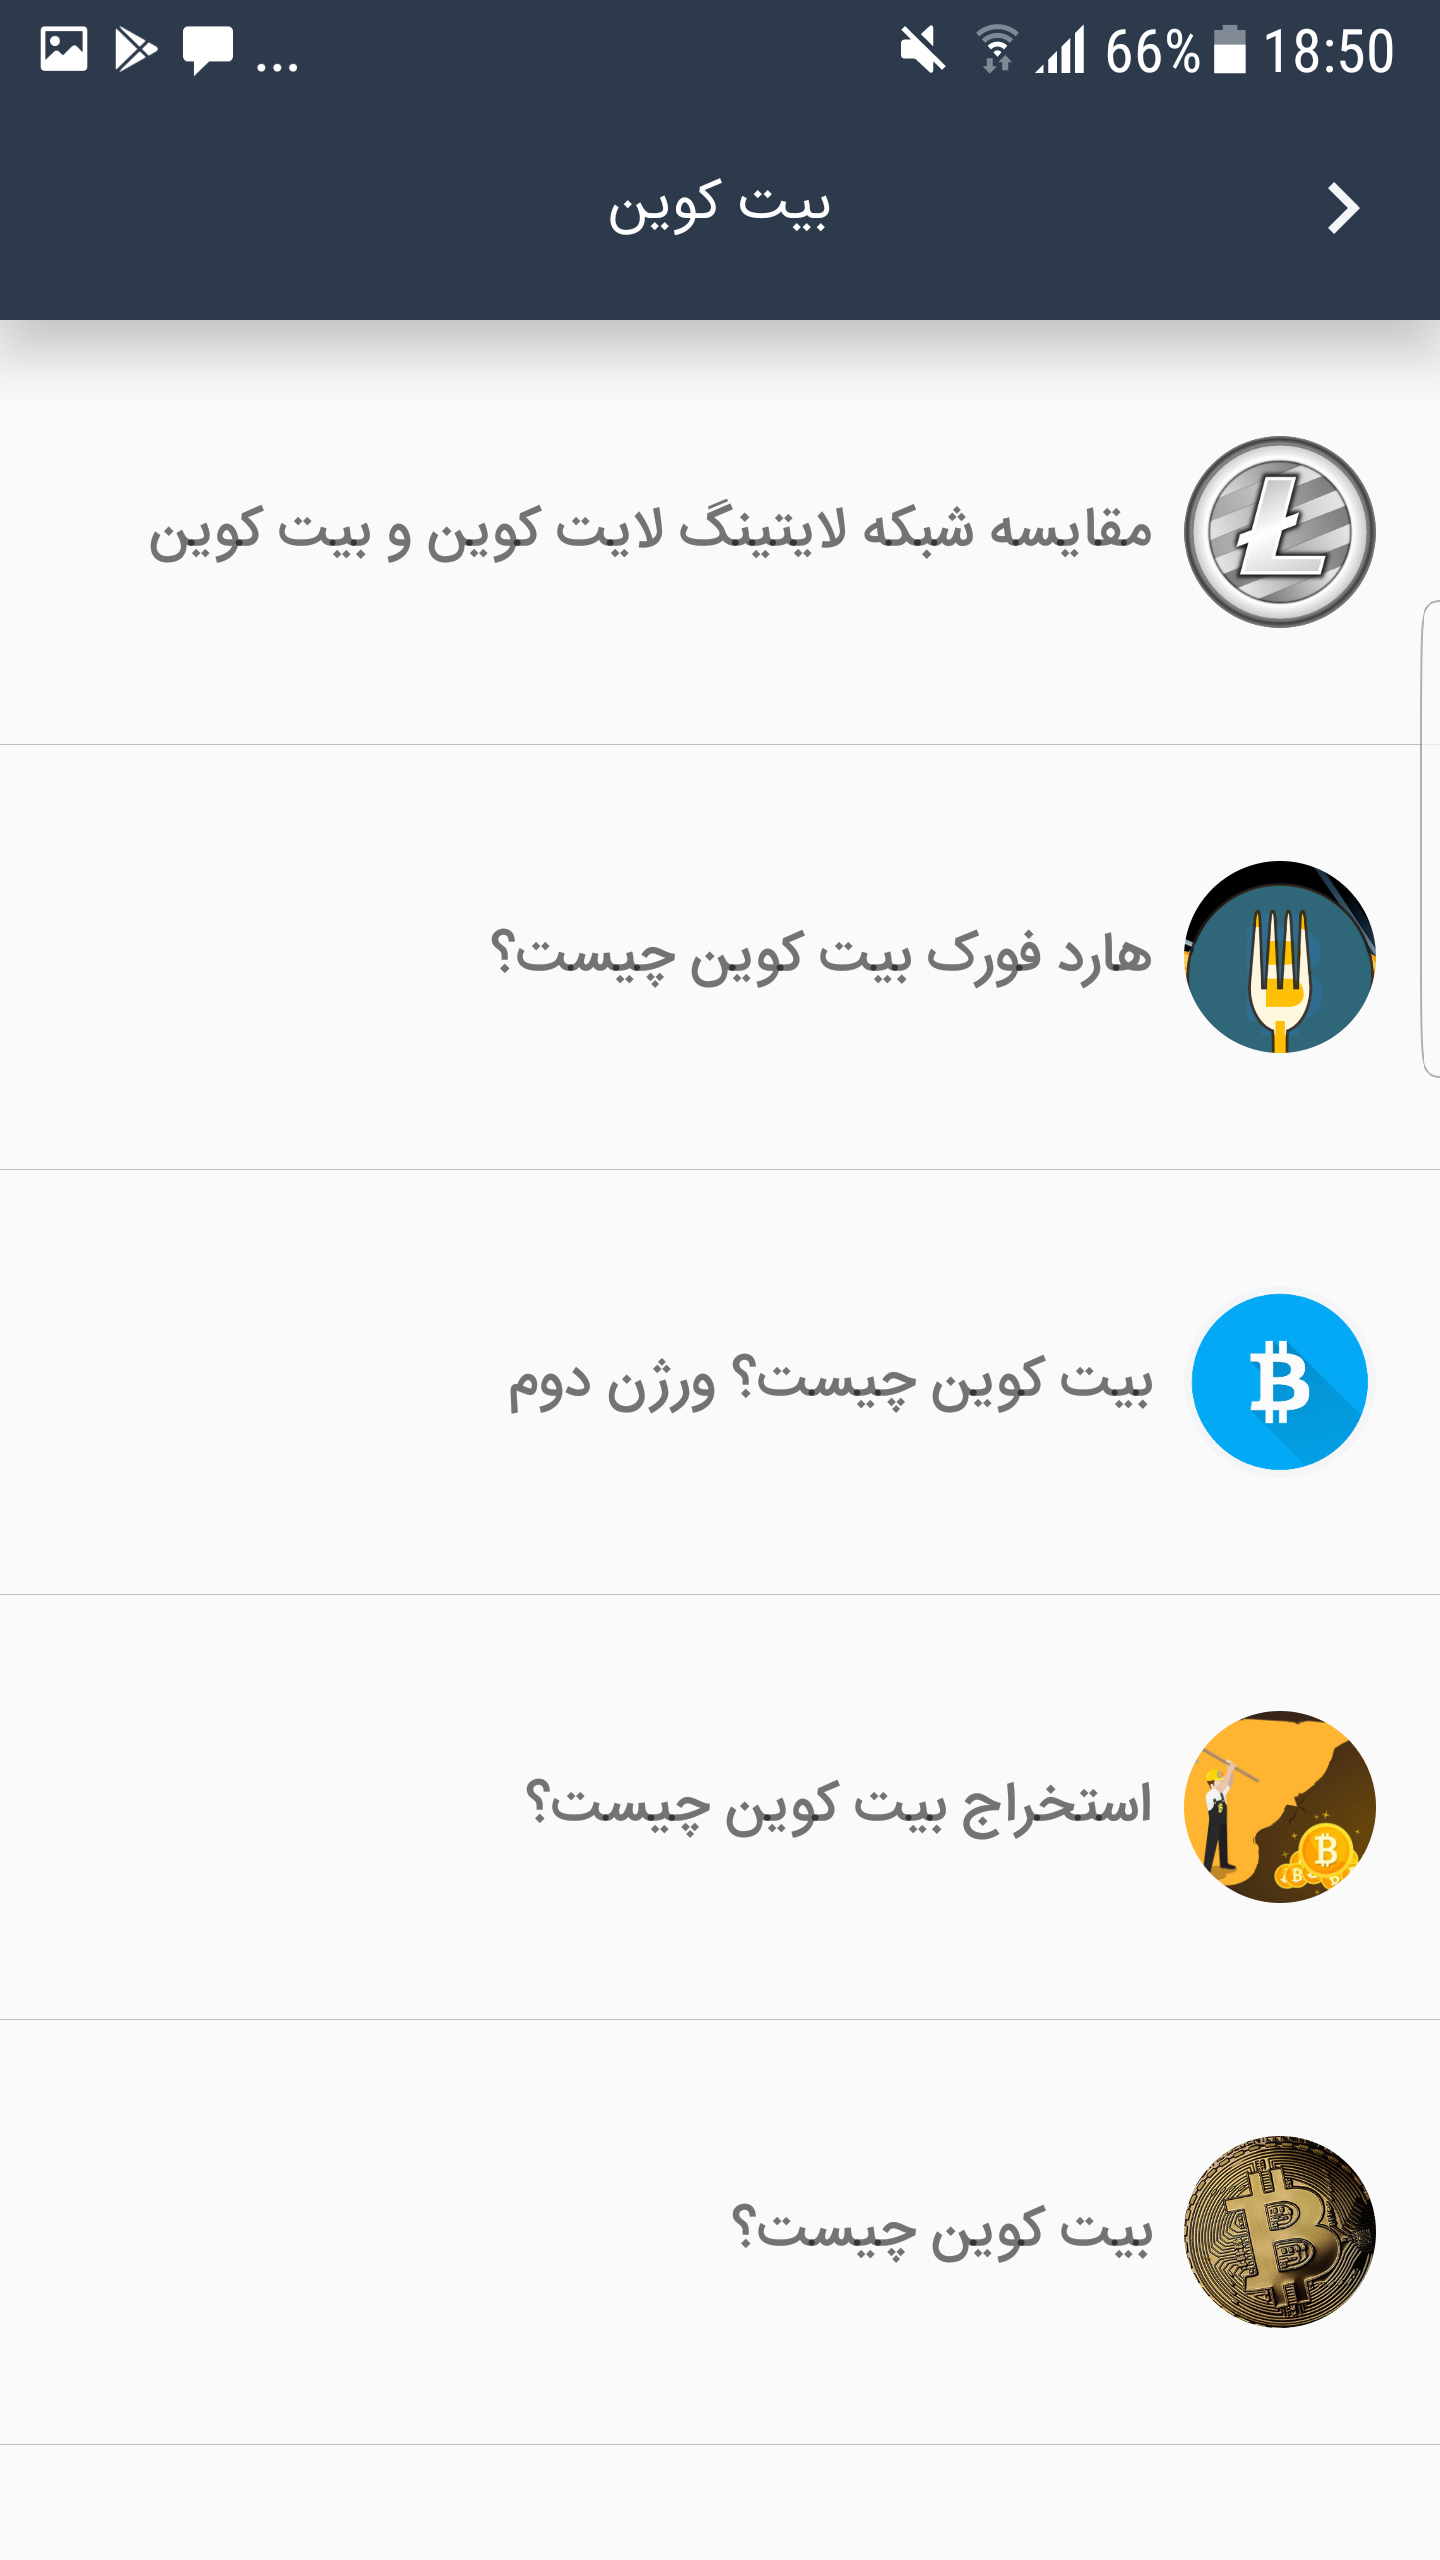 ... 66% 18:50
بیت کوین
مقایسه شبکه لایتینگ لایت کوین و بیت کوین
هارد فورک بیت کوین چیست؟
بیت کوین چیست؟ ورژن دوم
استخراج بیت کوین چیست؟
بیت کوین چیست؟